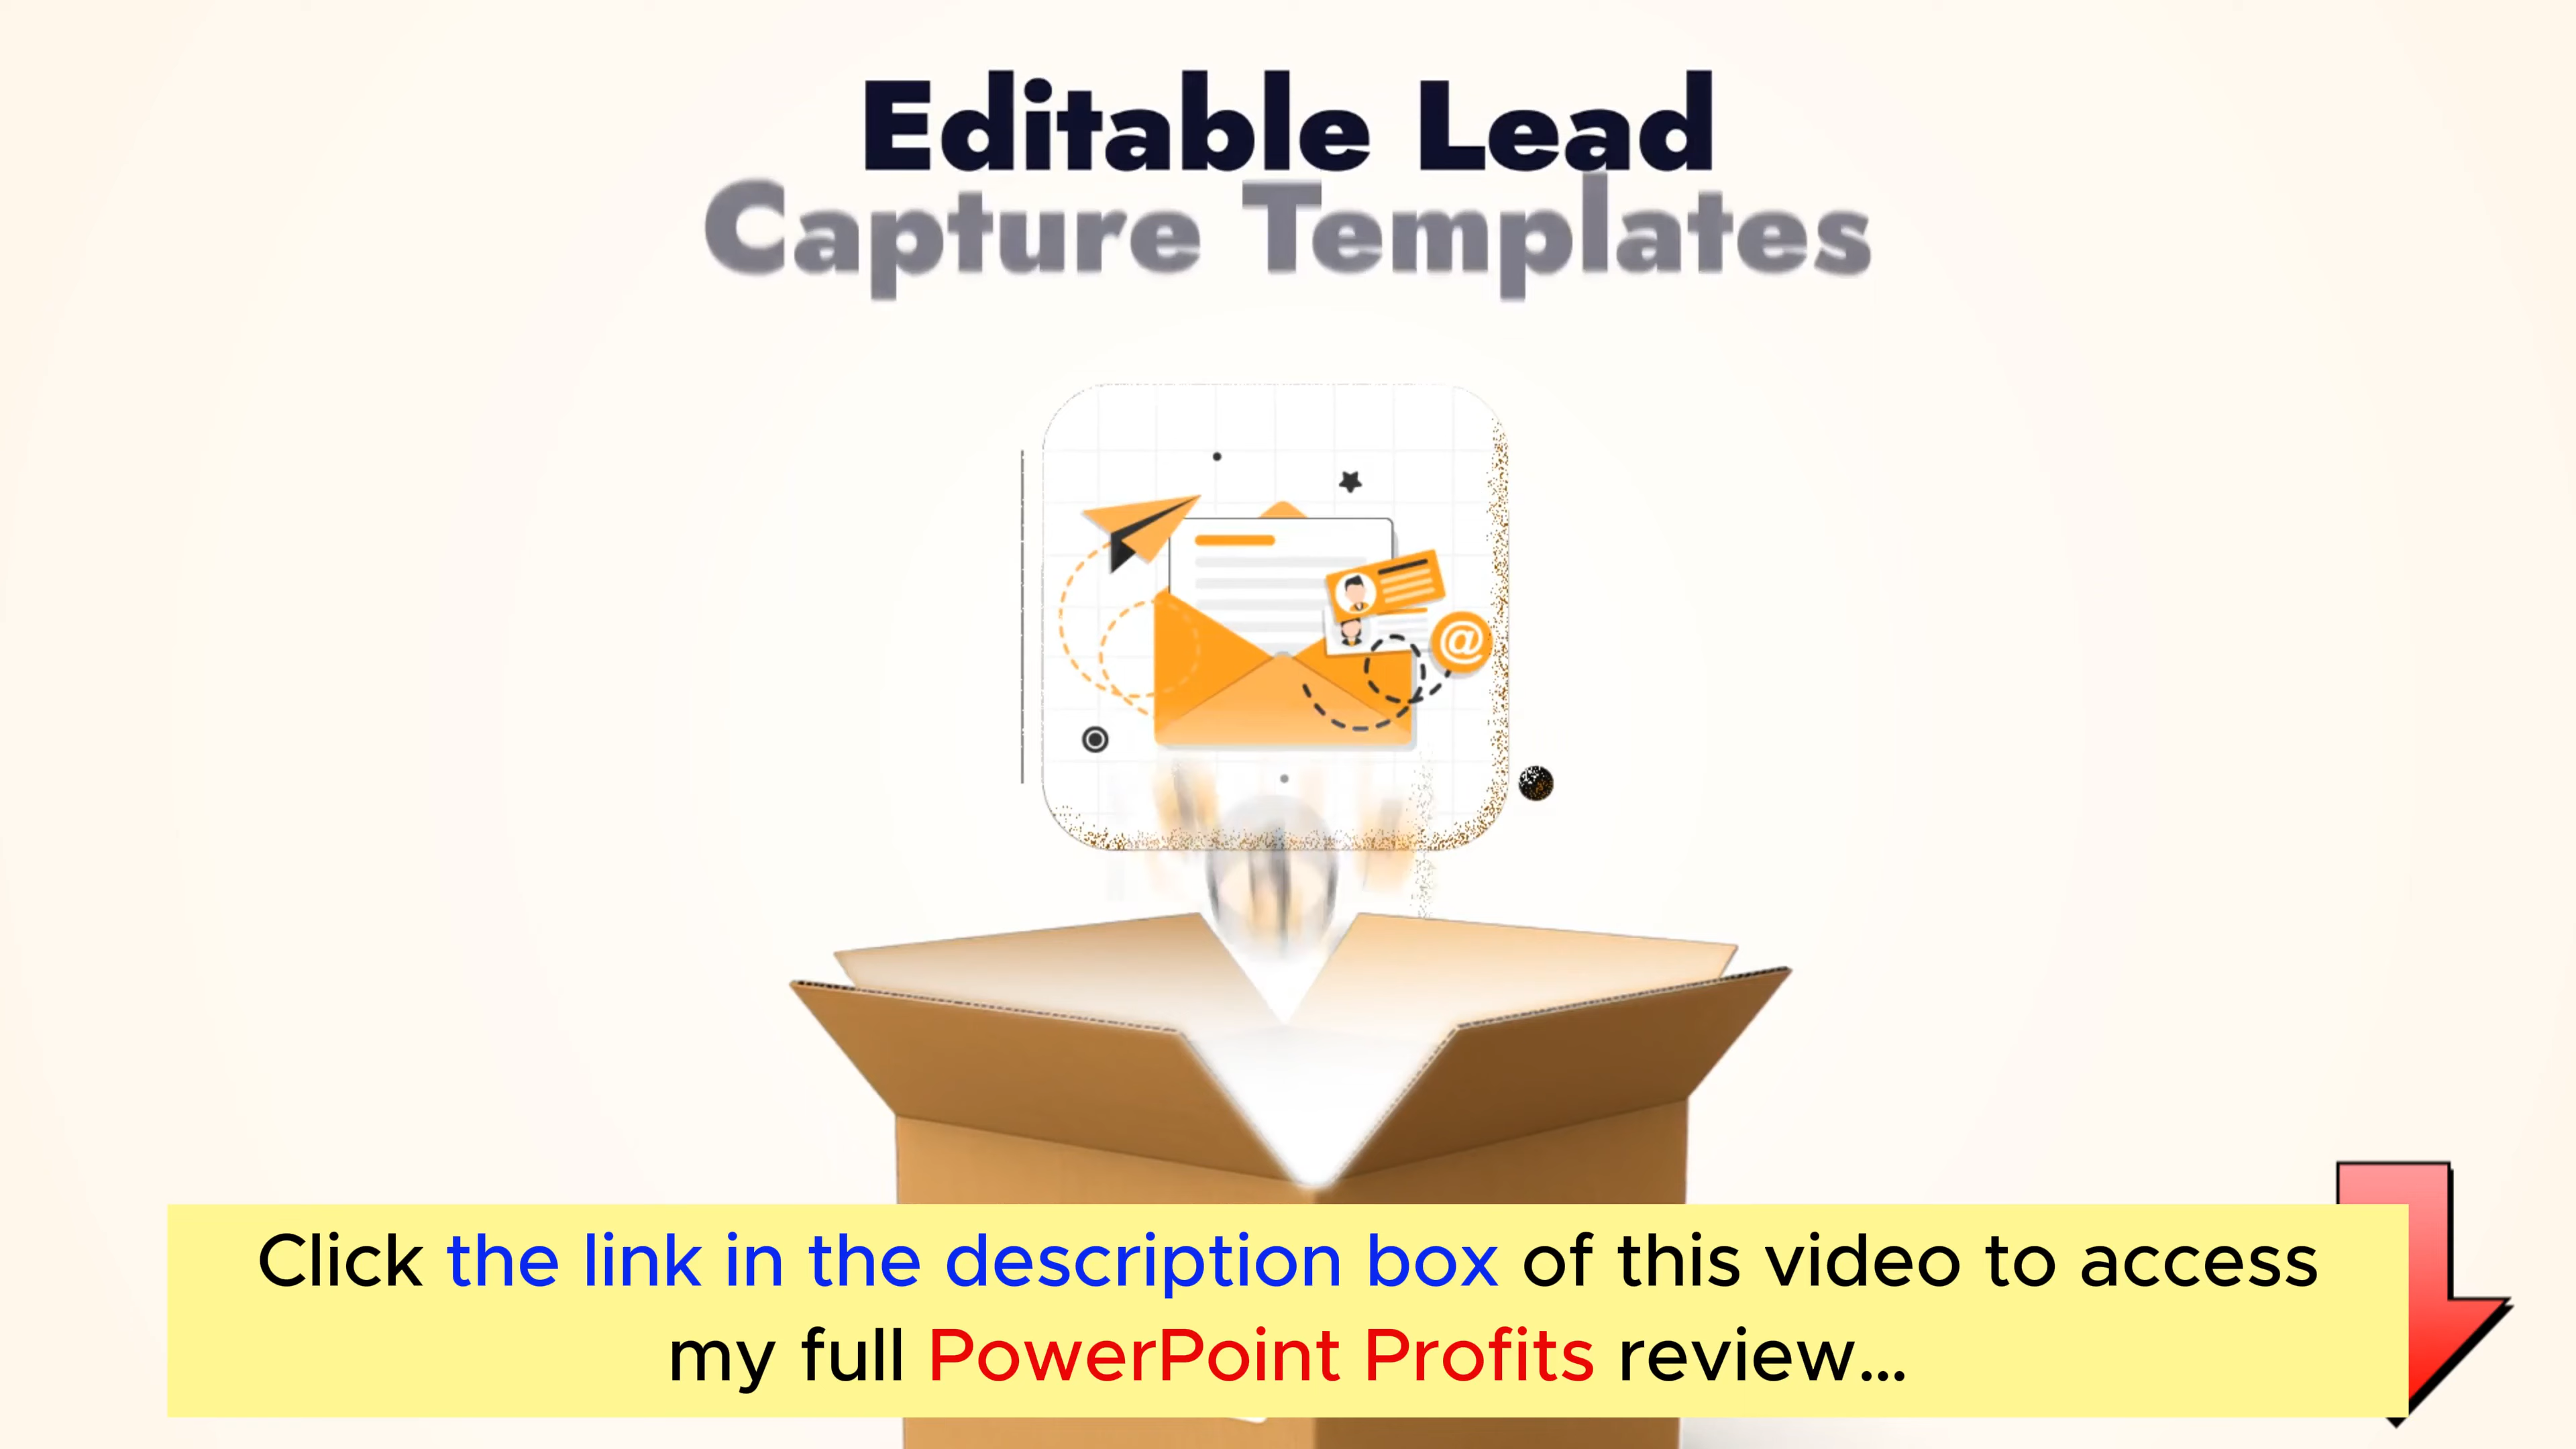 Editable Lead
Capture Templates
@
Click the link in the description box of this video to access
my full PowerPoint Profits review...